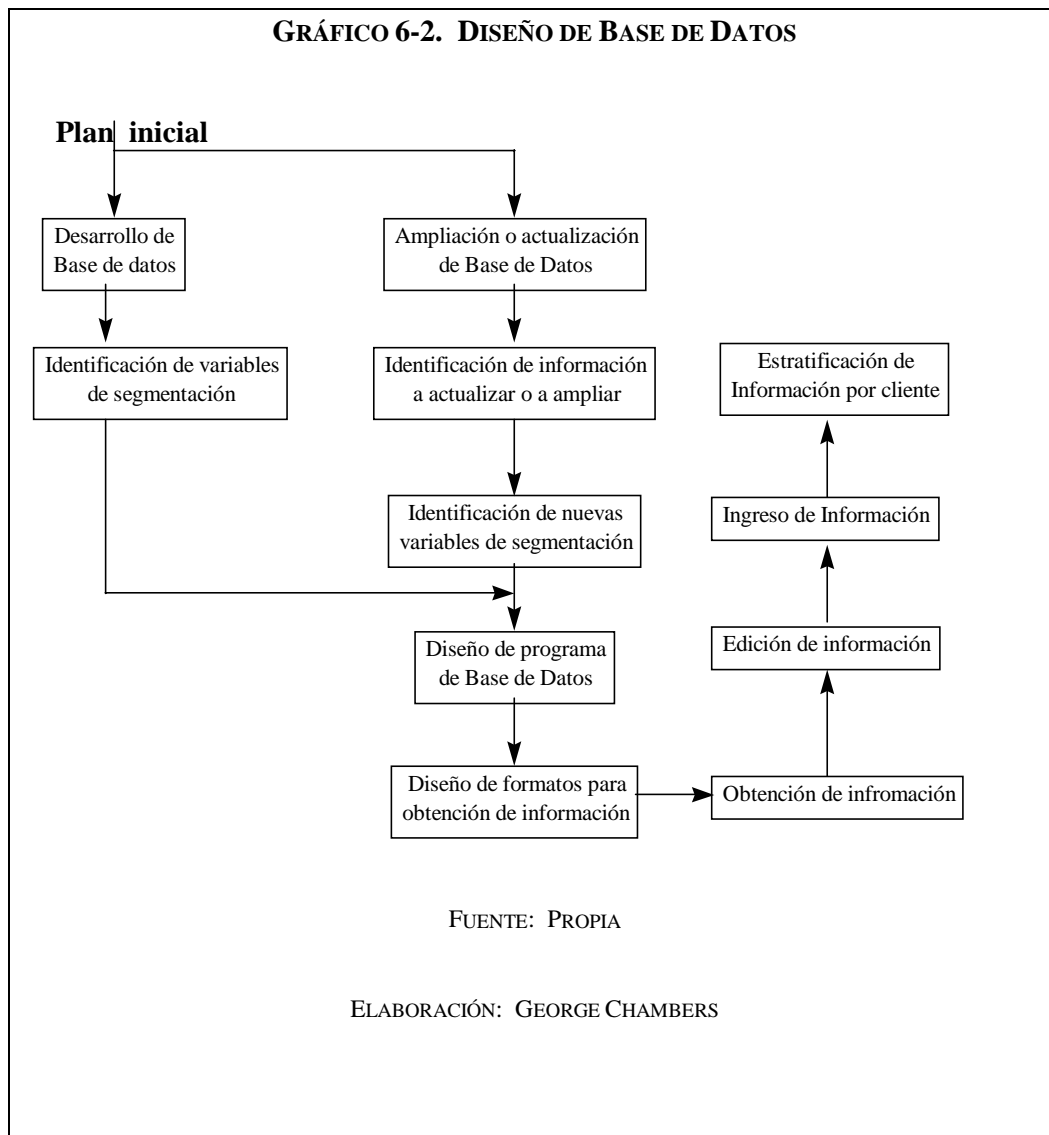 GRÁFICO 6-2. DISEÑO DE BASE DE DATOS
Plan inicial
Desarrollo de
Base de datos
Ampliación o actualización
de Base de Datos
Identificación de variables
de segmentación
Identificación de información
a actualizar o a ampliar
Estratificación de
Información por cliente
Identificación de nuevas
variables de segmentación
Ingreso de Información
Diseño de programa
de Base de Datos
Edición de información
Diseño de formatos para
obtención de información
Obtención de infromación
FUENTE: PROPIA
ELABORACIÓN: GEORGE CHAMBERS